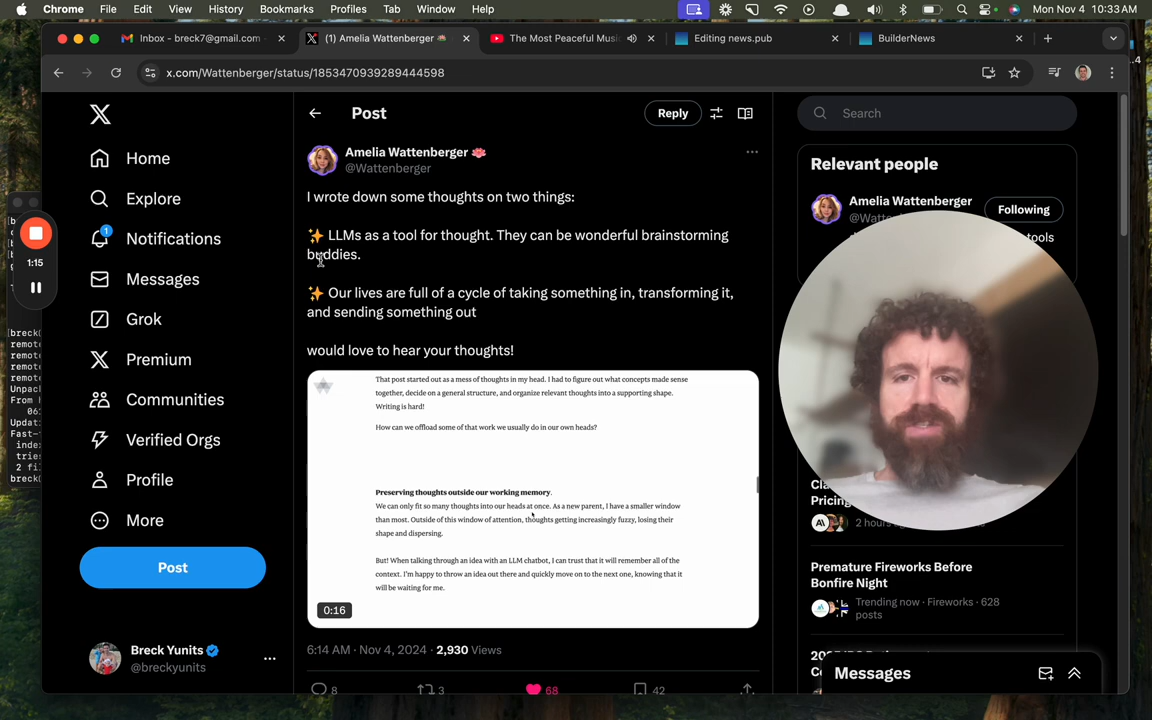 Chrome File Edit View History Bookmarks Profiles Tab Window Help Mon Nov 4 10:33 AM
Inbox - breck7@gmail.com
(1) Amelia Wattenberger
The Most Peaceful Musi
Editing news.pub
BuilderNews
x.com/Wattenberger/status/1853470939289444598
1:15
Home
Explore
1
Notifications
Messages
Grok
Premium
Communities
Verified Orgs
Profile
More
Post
Breck Yunits
@breckyunits
Post
Reply
Amelia Wattenberger
@Wattenberger
I wrote down some thoughts on two things:
✨ LLMs as a tool for thought. They can be wonderful brainstorming
buddies.
✨ Our lives are full of a cycle of taking something in, transforming it,
and sending something out
would love to hear your thoughts!
That post started out as a mess of thoughts in my head. I had to figure out what concepts made sense
together, decide on a general structure, and organize relevant thoughts into a supporting shape.
Writing is hard!
How can we offload some of that work we usually do in our own heads?
Preserving thoughts outside our working memory.
We can only fit so many thoughts into our heads at once. As a new parent, I have a smaller window
than most. Outside of this window of attention, thoughts getting increasingly fuzzy, losing their
shape and dispersing.
But! When talking through an idea with an LLM chatbot, I can trust that it will remember all of the
context. I'm happy to throw an idea out there and quickly move on to the next one, knowing that it
will be waiting for me.
0:16
6:14 AM · Nov 4, 2024 · 2,930 Views
8
3
68
42
Search
Relevant people
Amelia Wattenberger
Following
tools
Pricing
2 hours
Premature Fireworks Before
Bonfire Night
Trending now · Fireworks · 628
posts
Messages